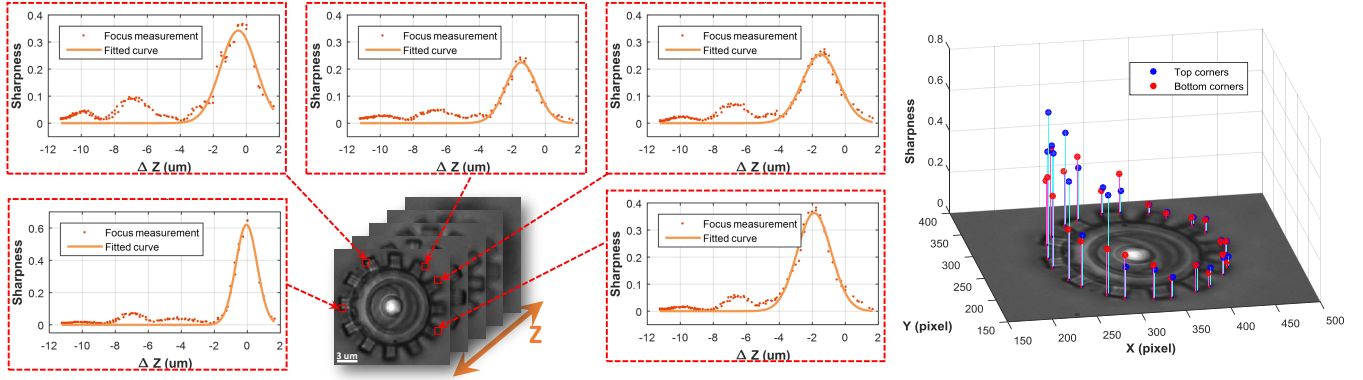 0.4
0.3
0.2
0.1
0
Sharpness
Focus measurement
Fitted curve
-12 -10 -8 -6 -4 -2 0 2
Δ Z (um)
0.4
0.3
0.2
0.1
0
Sharpness
Focus measurement
Fitted curve
-12 -10 -8 -6 -4 -2 0 2
Δ Z (um)
0.4
0.3
0.2
0.1
0
Sharpness
Focus measurement
Fitted curve
-12 -10 -8 -6 -4 -2 0 2
Δ Z (um)
0.6
0.4
0.2
0
Sharpness
Focus measurement
Fitted curve
-12 -10 -8 -6 -4 -2 0 2
Δ Z (um)
3 um
Z
0.4
0.3
0.2
0.1
0
Sharpness
Focus measurement
Fitted curve
-12 -10 -8 -6 -4 -2 0 2
Δ Z (um)
0.8
0.6
0.4
0.2
0
Sharpness
Top corners
Bottom corners
400
350
300
250
200
150
Y (pixel)
150 200 250 300 350 400 450 500
X (pixel)